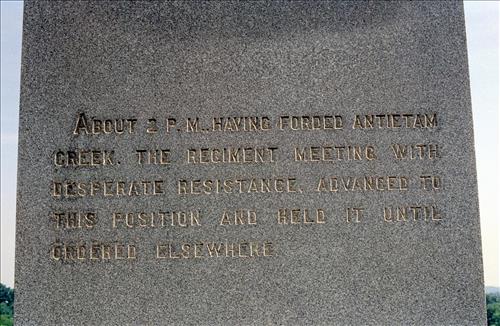 ABOUT 2 P.M., HAVING FORDED ANTIETAM
CREEK, THE REGIMENT MEETING WITH
DESPERATE RESISTANCE, ADVANCED TO
THIS POSITION AND HELD IT UNTIL
ORDERED ELSEWHERE